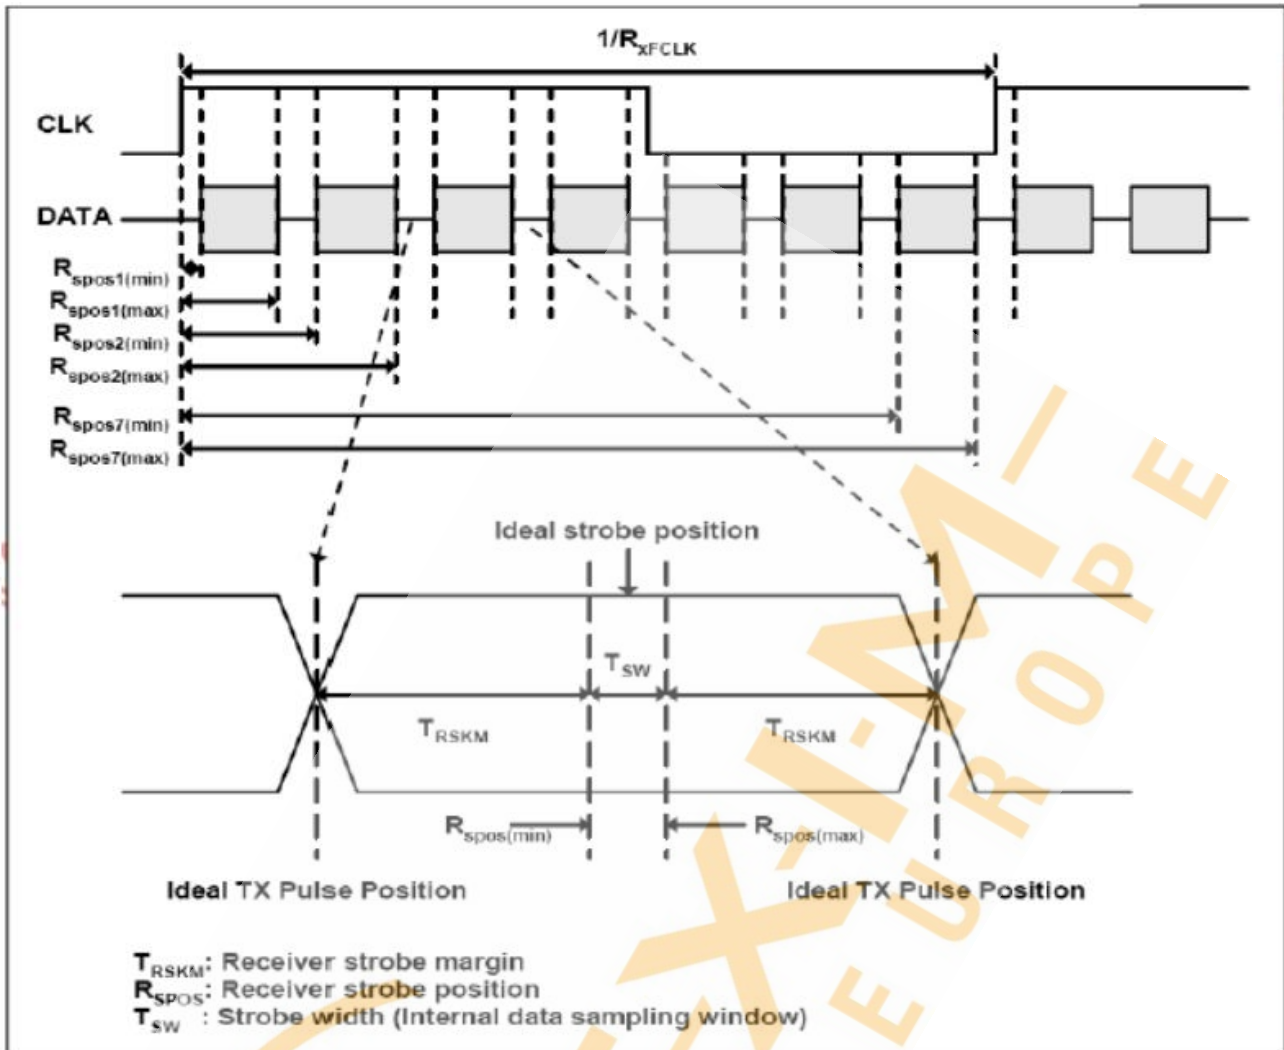 1/RxFCLK
CLK
DATA
Rspos1(min)
Rspos1(max)
Rspos2(min)
Rspos2(max)
Rspos7(min)
Rspos7(max)
Ideal strobe position
TSW
TRSKM TRSKM
Rspos(min) Rspos(max)
Ideal TX Pulse Position Ideal TX Pulse Position
TRSKM: Receiver strobe margin
RSPOS: Receiver strobe position
TSW : Strobe width (Internal data sampling window)
X-I-M-
EUROPE